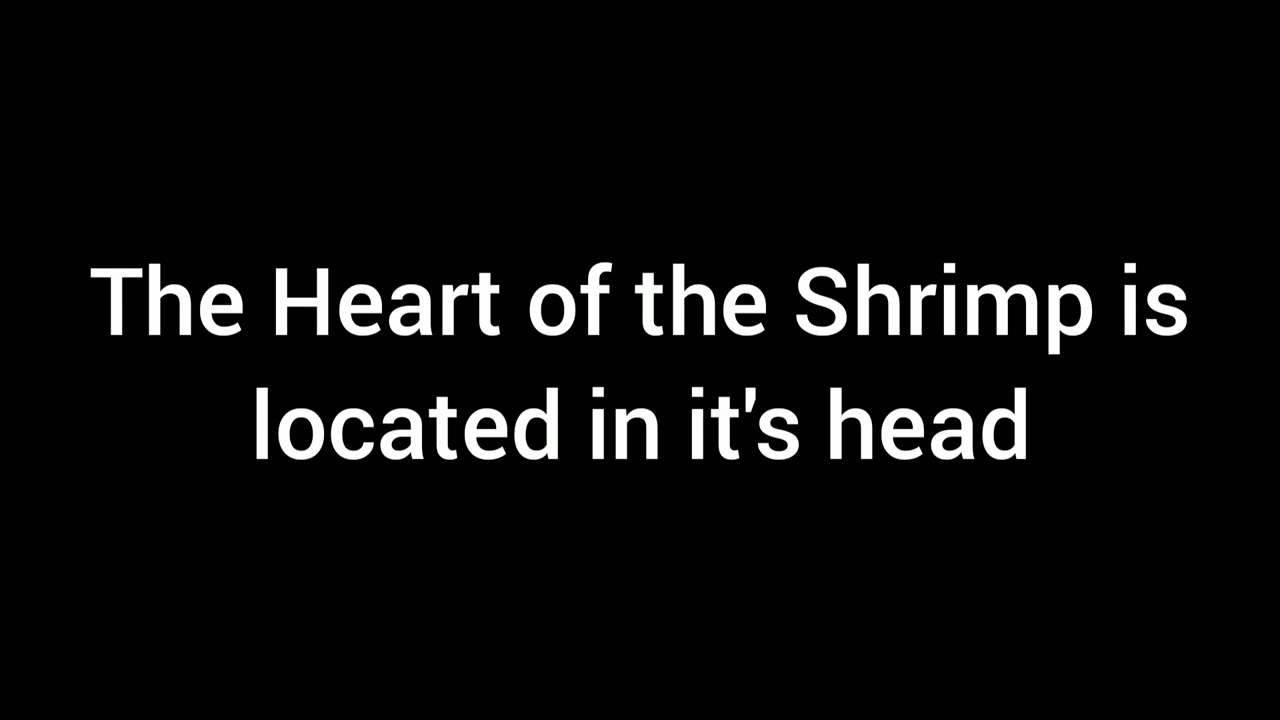 The Heart of the Shrimp is
located in it's head